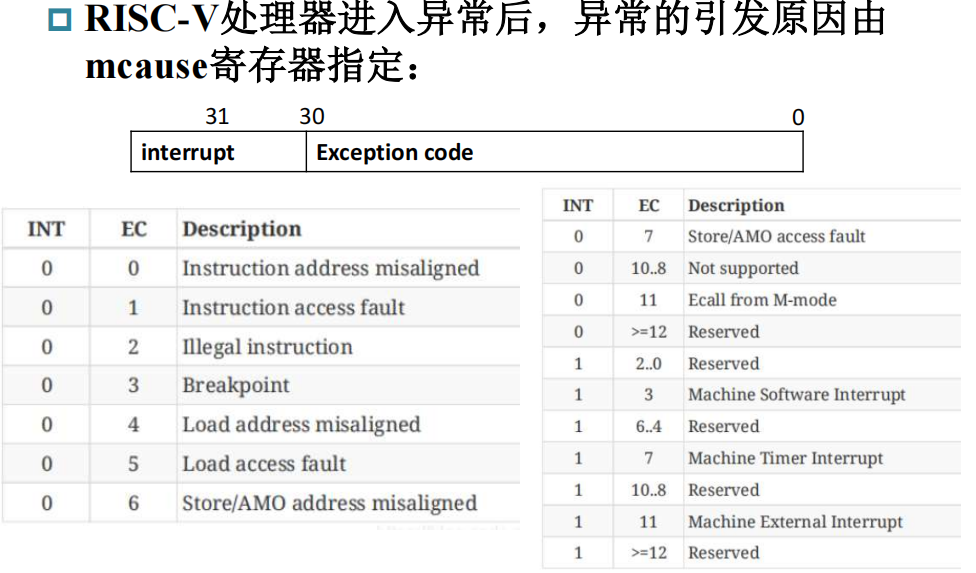 RISC-V处理器进入异常后，异常的引发原因由
mcause寄存器指定：
31 30 0
interrupt Exception code
INT EC Description
0 0 Instruction address misaligned
0 1 Instruction access fault
0 2 Illegal instruction
0 3 Breakpoint
0 4 Load address misaligned
0 5 Load access fault
0 6 Store/AMO address misaligned
INT EC Description
0 7 Store/AMO access fault
0 10..8 Not supported
0 11 Ecall from M-mode
0 >=12 Reserved
1 2..0 Reserved
1 3 Machine Software Interrupt
1 6..4 Reserved
1 7 Machine Timer Interrupt
1 10..8 Reserved
1 11 Machine External Interrupt
1 >=12 Reserved